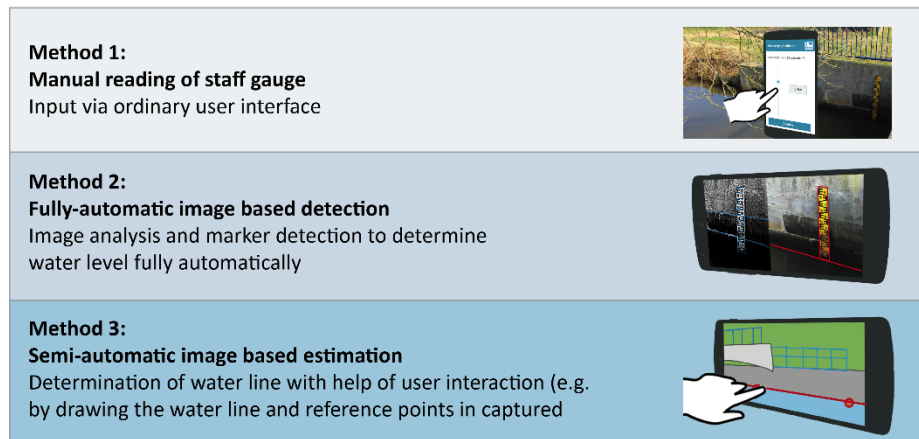 Method 1:
Manual reading of staff gauge
Input via ordinary user interface
Method 2:
Fully-automatic image based detection
Image analysis and marker detection to determine
water level fully automatically
Method 3:
Semi-automatic image based estimation
Determination of water line with help of user interaction (e.g.
by drawing the water line and reference points in captured